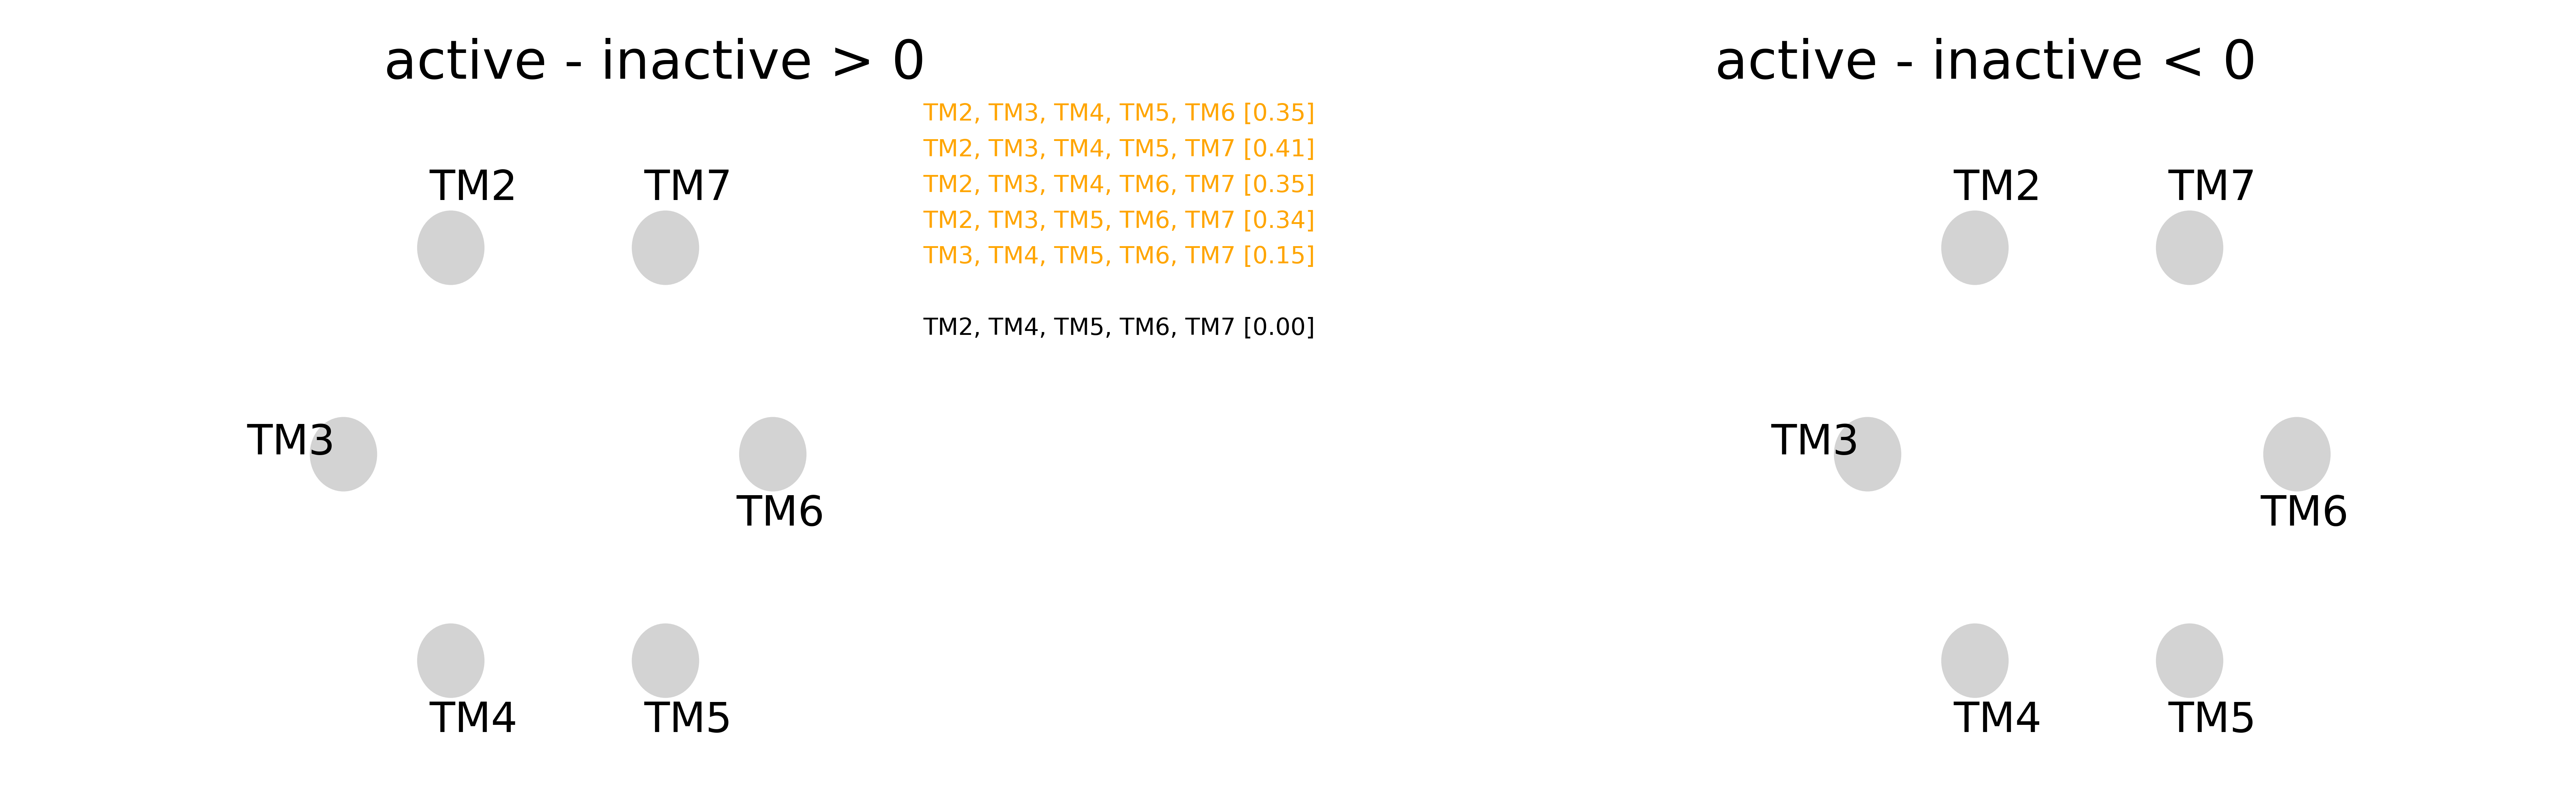 active - inactive > 0
TM2, TM3, TM4, TM5, TM6 [0.35]
TM2, TM3, TM4, TM5, TM7 [0.41]
TM2, TM3, TM4, TM6, TM7 [0.35]
TM2, TM3, TM5, TM6, TM7 [0.34]
TM3, TM4, TM5, TM6, TM7 [0.15]
TM2, TM4, TM5, TM6, TM7 [0.00]
TM2
TM7
TM3
TM6
TM4
TM5
active - inactive < 0
TM2
TM7
TM3
TM6
TM4
TM5